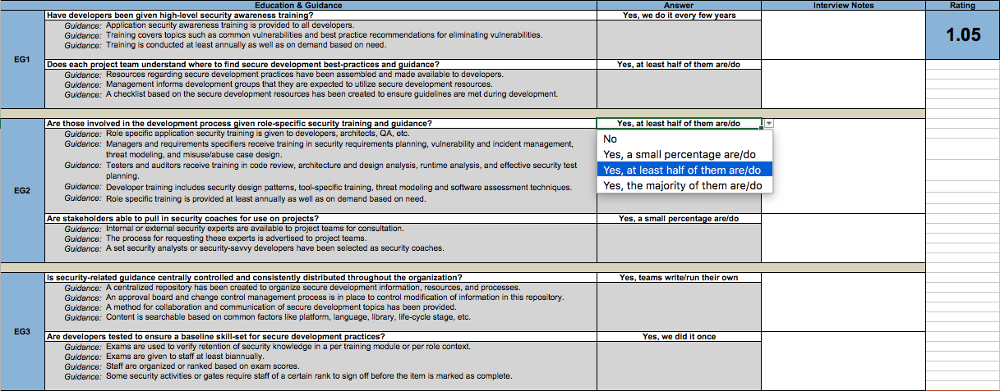 Education & Guidance Answer Interview Notes Rating
Have developers been given high-level security awareness training? Yes, we do it every few years
Guidance: Application security awareness training is provided to all developers.
Guidance: Training covers topics such as common vulnerabilities and best practice recommendations for eliminating vulnerabilities.
Guidance: Training is conducted at least annually as well as on demand based on need.
1.05
EG1
Does each project team understand where to find secure development best-practices and guidance? Yes, at least half of them are/do
Guidance: Resources regarding secure development practices have been assembled and made available to developers.
Guidance: Management informs development groups that they are expected to utilize secure development resources.
Guidance: A checklist based on the secure development resources has been created to ensure guidelines are met during development.
Are those involved in the development process given role-specific security training and guidance? Yes, at least half of them are/do
Guidance: Role specific application security training is given to developers, architects, QA, etc.
Guidance: Managers and requirements specifiers receive training in security requirements planning, vulnerability and incident management,
threat modeling, and misuse/abuse case design.
Guidance: Testers and auditors receive training in code review, architecture and design analysis, runtime analysis, and effective security test
planning.
Guidance: Developer training includes security design patterns, tool-specific training, threat modeling and software assessment techniques.
Guidance: Role specific training is provided at least annually as well as on demand based on need.
No
Yes, a small percentage are/do
Yes, at least half of them are/do
Yes, the majority of them are/do
EG2
Are stakeholders able to pull in security coaches for use on projects? Yes, a small percentage are/do
Guidance: Internal or external security experts are available to project teams for consultation.
Guidance: The process for requesting these experts is advertised to project teams.
Guidance: A set security analysts or security-savvy developers have been selected as security coaches.
Is security-related guidance centrally controlled and consistently distributed throughout the organization? Yes, teams write/run their own
Guidance: A centralized repository has been created to organize secure development information, resources, and processes.
Guidance: An approval board and change control management process is in place to control modification of information in this repository.
Guidance: A method for collaboration and communication of secure development topics has been provided.
Guidance: Content is searchable based on common factors like platform, language, library, life-cycle stage, etc.
EG3
Are developers tested to ensure a baseline skill-set for secure development practices? Yes, we did it once
Guidance: Exams are used to verify retention of security knowledge in a per training module or per role context.
Guidance: Exams are given to staff at least biannually.
Guidance: Staff are organized or ranked based on exam scores.
Guidance: Some security activities or gates require staff of a certain rank to sign off before the item is marked as complete.